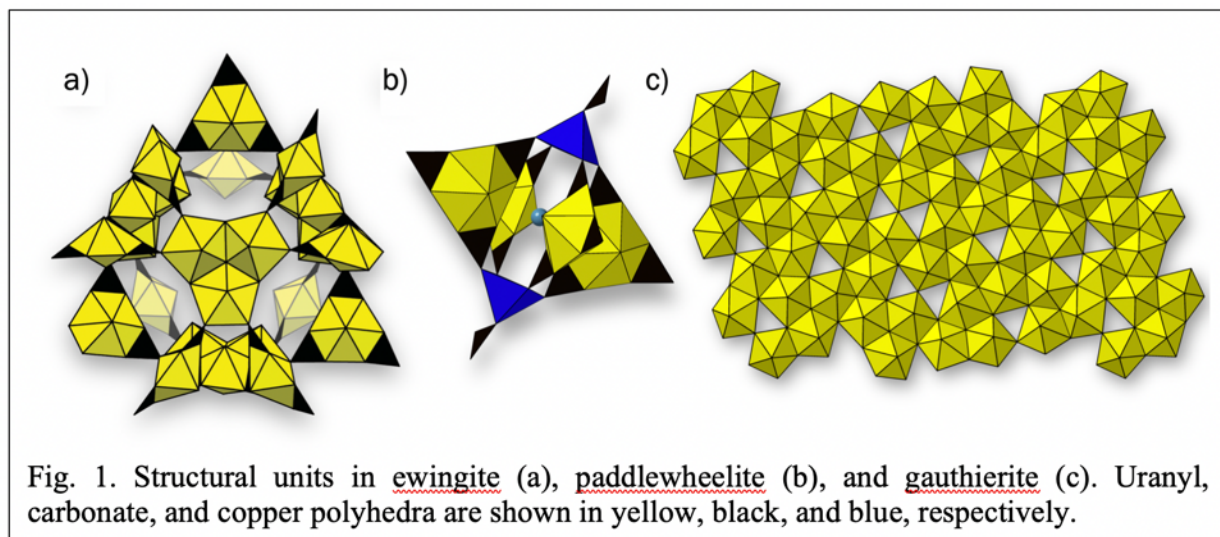 a)
b)
c)
Fig. 1. Structural units in ewingite (a), paddlewheelite (b), and gauthierite (c). Uranyl,
carbonate, and copper polyhedra are shown in yellow, black, and blue, respectively.